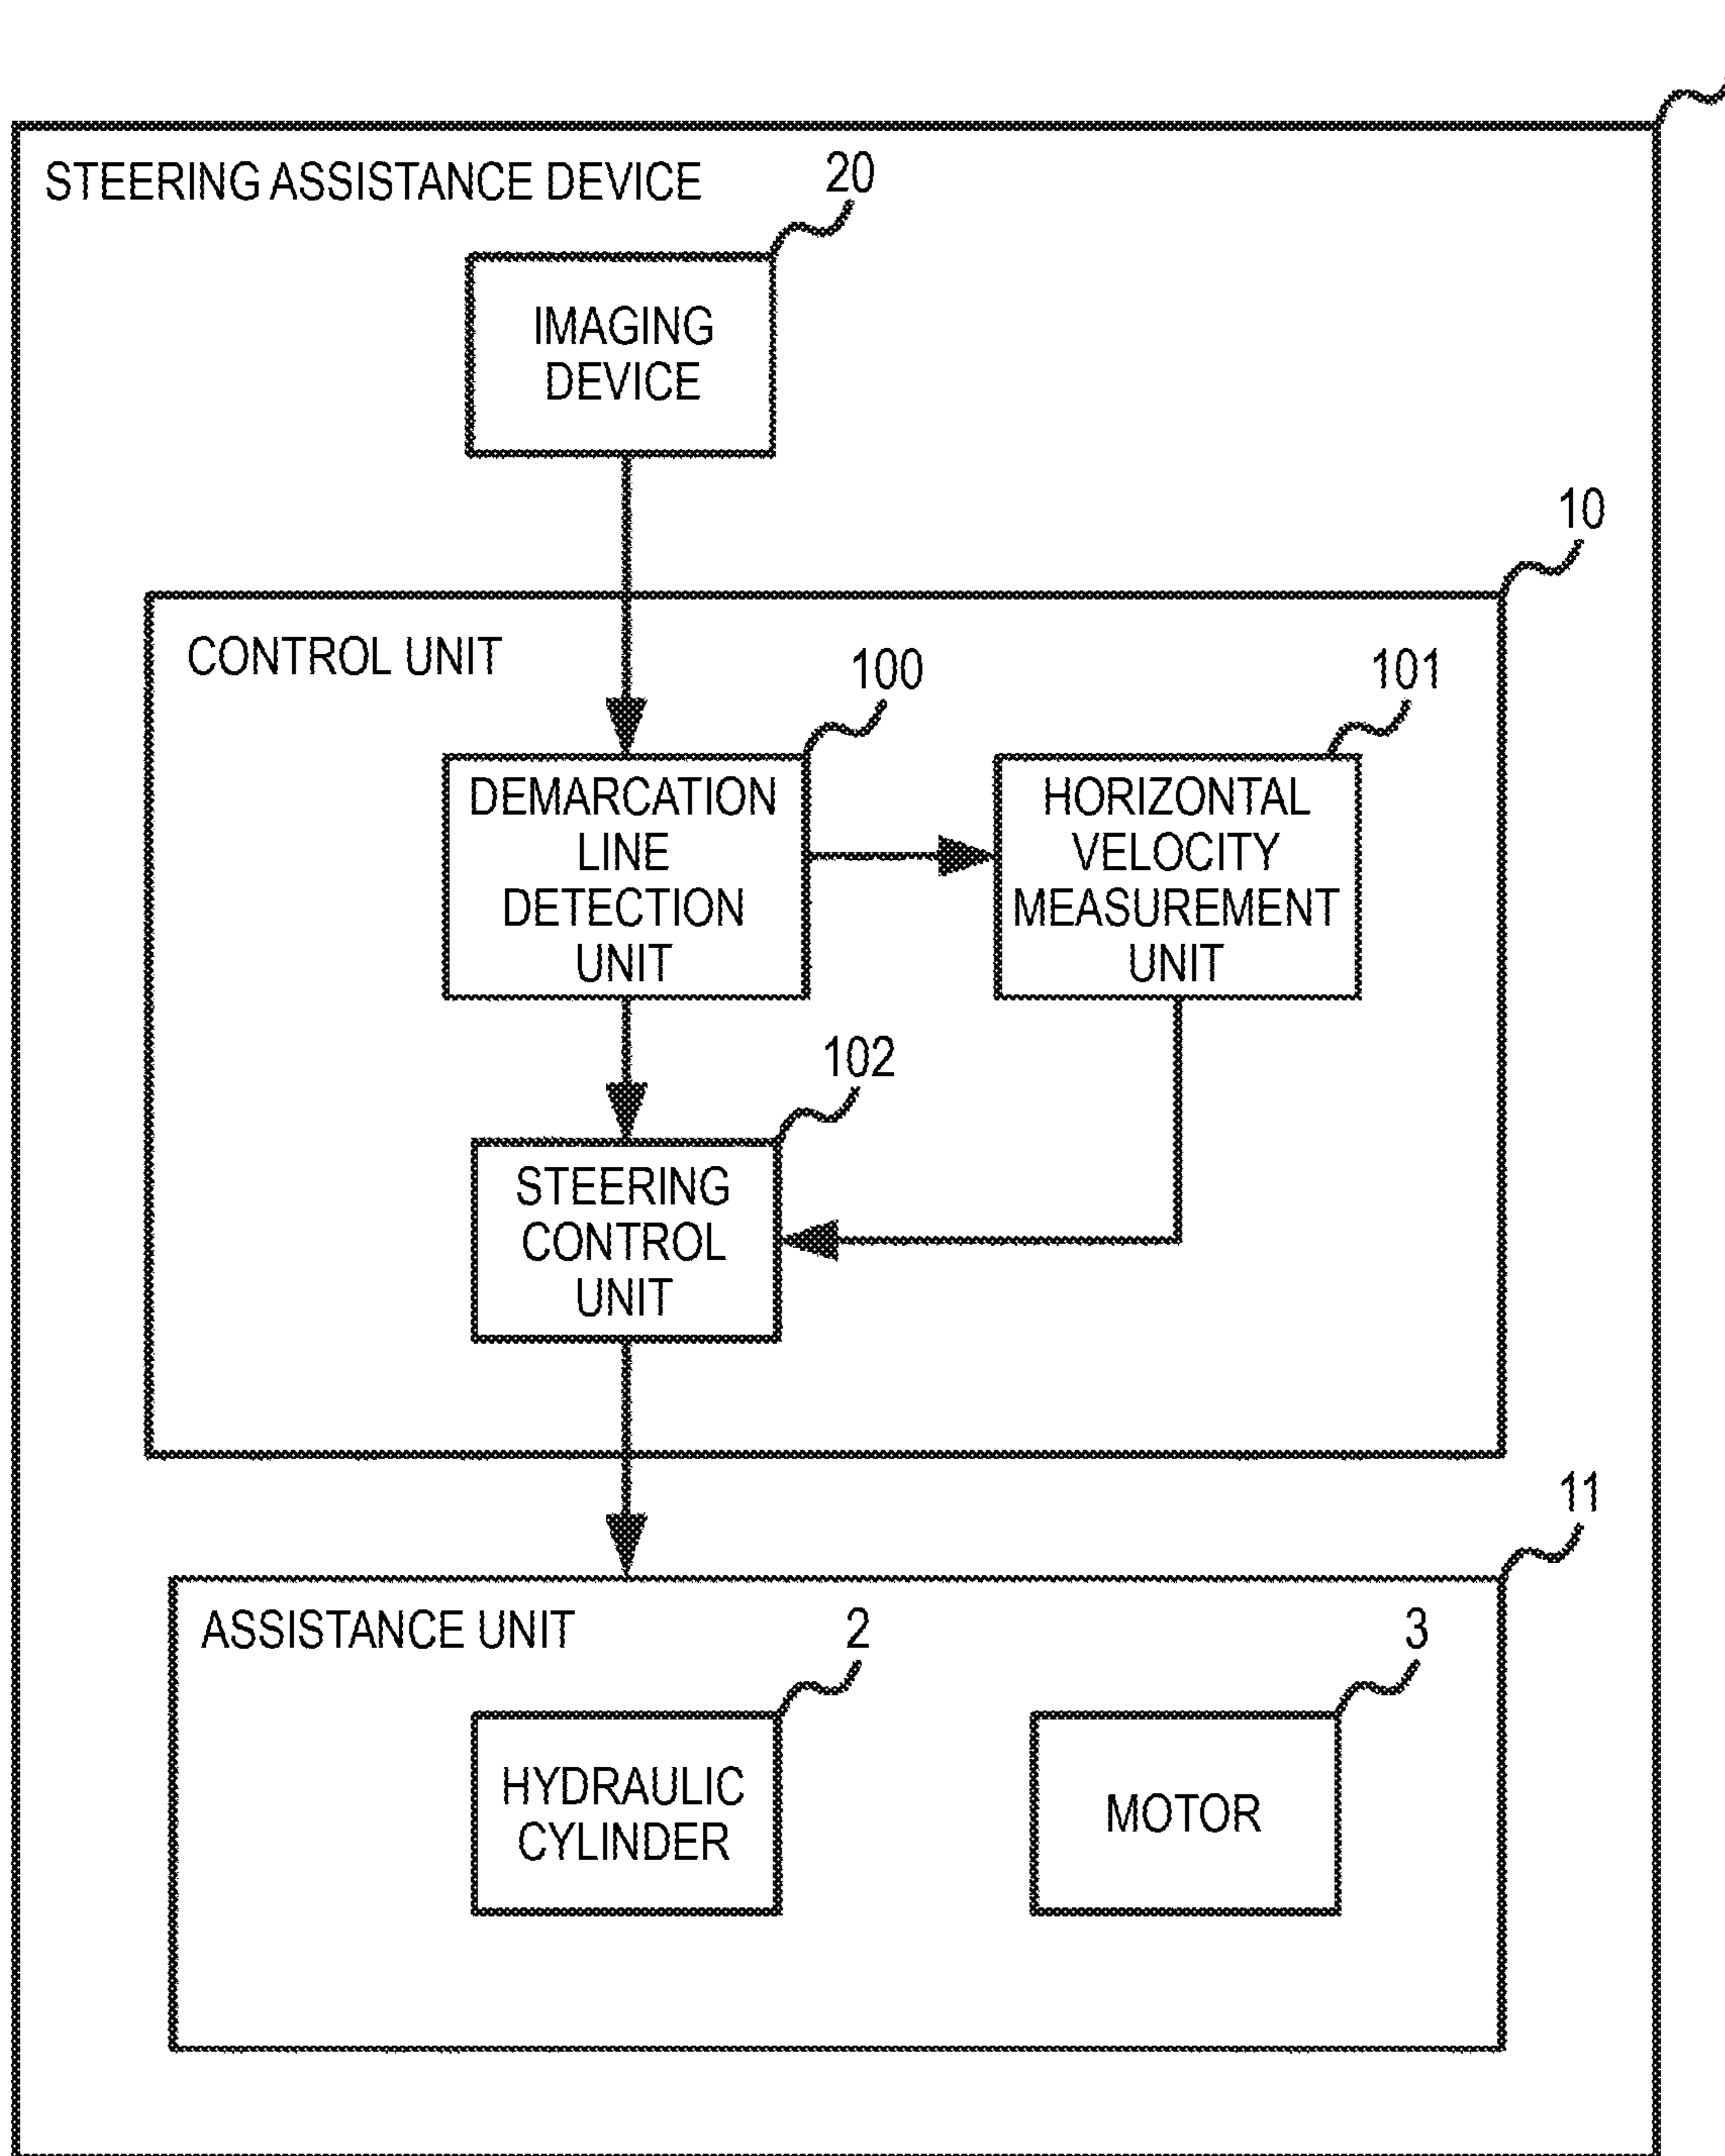 STEERING ASSISTANCE DEVICE
20
IMAGING
DEVICE
10
CONTROL UNIT
100
101
DEMARCATION
LINE
DETECTION
UNIT
HORIZONTAL
VELOCITY
MEASUREMENT
UNIT
102
STEERING
CONTROL
UNIT
11
ASSISTANCE UNIT
2
3
HYDRAULIC
CYLINDER
MOTOR